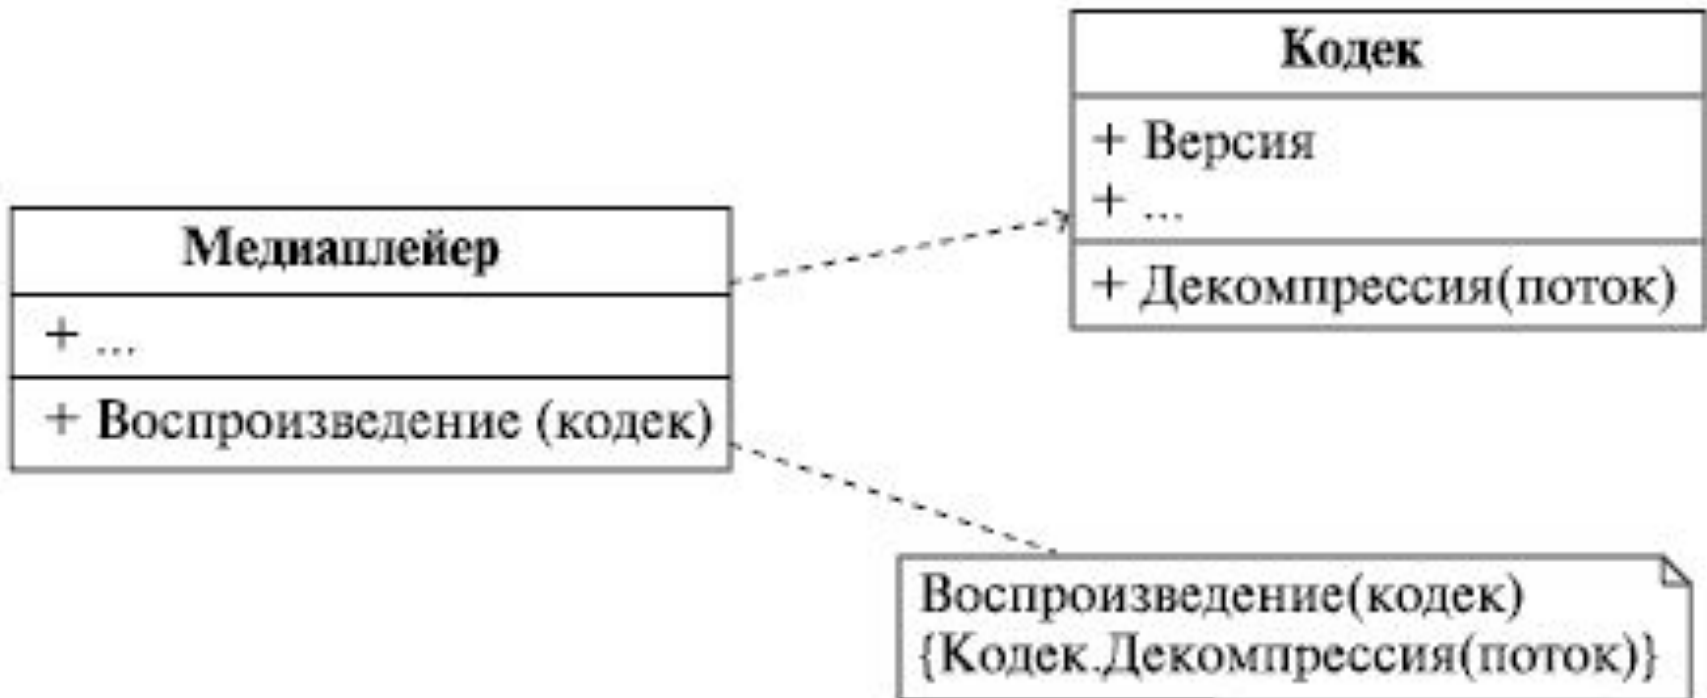 Кодек
+ Версия
+ ...
+ Декомпрессия(поток)
Медиаплейер
+ ...
+ Воспроизведение (кодек)
Воспроизведение(кодек)
{Кодек.Декомпрессия(поток)}